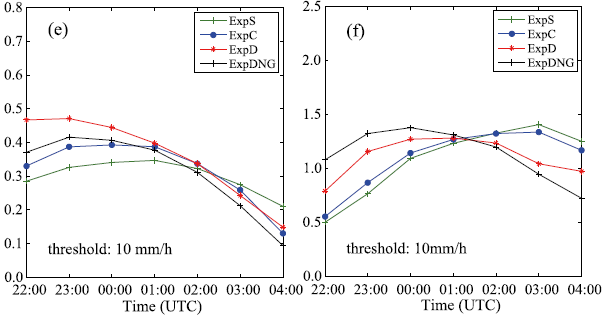 0.8
0.7
0.6
0.5
0.4
0.3
0.2
0.1
0.0
(e)
ExpS
ExpC
ExpD
ExpDNG
threshold: 10 mm/h
22:00 23:00 00:00 01:00 02:00 03:00 04:00
Time (UTC)
2.5
2.0
1.5
1.0
0.5
0.0
(f)
ExpS
ExpC
ExpD
ExpDNG
threshold: 10mm/h
22:00 23:00 00:00 01:00 02:00 03:00 04:00
Time (UTC)